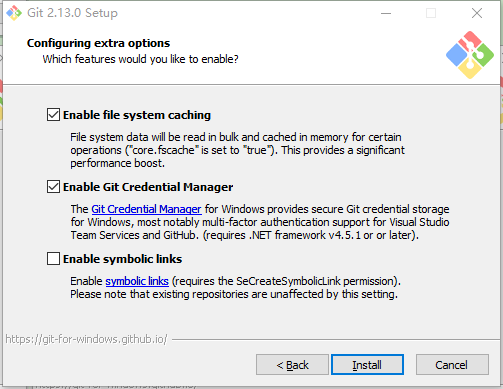 Git 2.13.0 Setup
Configuring extra options
Which features would you like to enable?
Enable file system caching
File system data will be read in bulk and cached in memory for certain
operations ("core.fscache" is set to "true"). This provides a significant
performance boost.
Enable Git Credential Manager
The Git Credential Manager for Windows provides secure Git credential storage
for Windows, most notably multi-factor authentication support for Visual Studio
Team Services and GitHub. (requires .NET framework v4.5.1 or or later).
Enable symbolic links
Enable symbolic links (requires the SeCreateSymbolicLink permission).
Please note that existing repositories are unaffected by this setting.
https://git-for-windows.github.io/
< Back Install Cancel